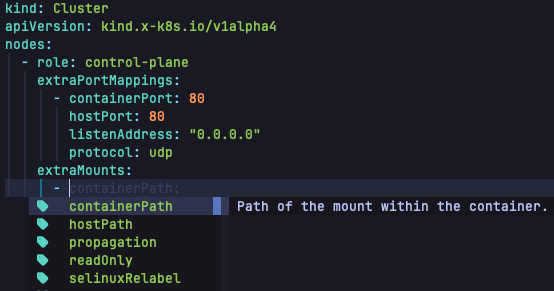 kind: Cluster
apiVersion: kind.x-k8s.io/v1alpha4
nodes:
  - role: control-plane
    extraPortMappings:
      - containerPort: 80
        hostPort: 80
        listenAddress: "0.0.0.0"
        protocol: udp
    extraMounts:
      - containerPath:
containerPath Path of the mount within the container.
hostPath
propagation
readOnly
selinuxRelabel